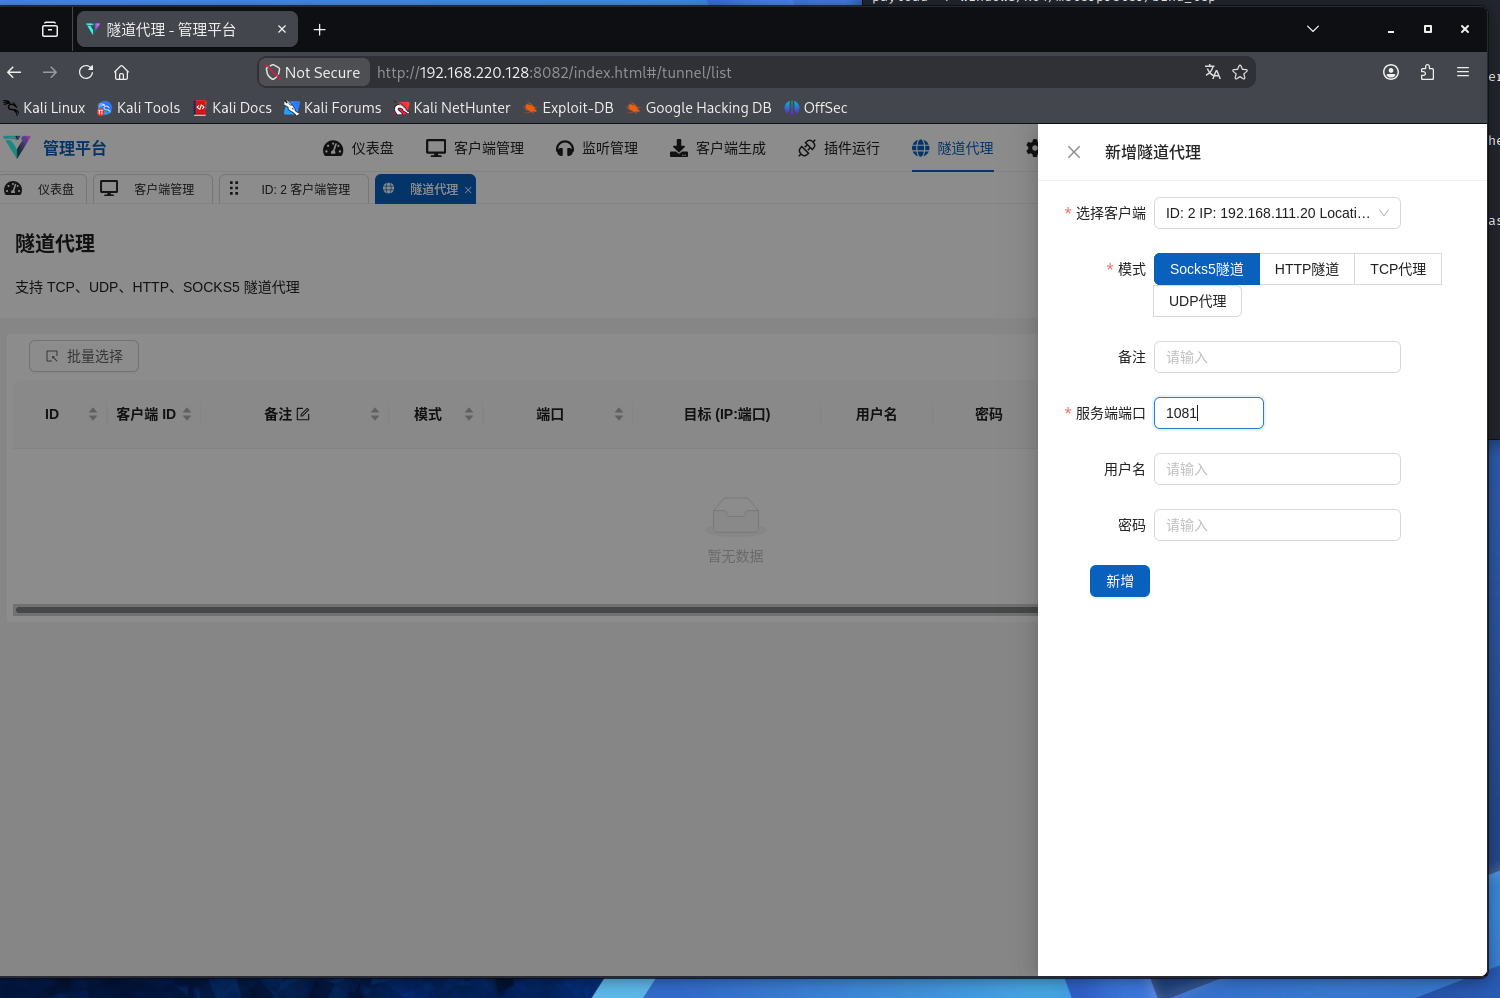 隧道代理 - 管理平台
Not Secure
http://192.168.220.128:8082/index.html#/tunnel/list
Kali Linux
Kali Tools
Kali Docs
Kali Forums
Kali NetHunter
Exploit-DB
Google Hacking DB
OffSec
管理平台
仪表盘
客户端管理
监听管理
客户端生成
插件运行
隧道代理
仪表盘
客户端管理
ID: 2 客户端管理
隧道代理
隧道代理
支持 TCP、UDP、HTTP、SOCKS5 隧道代理
批量选择
ID
客户端 ID
备注
模式
端口
目标 (IP:端口)
用户名
密码
暂无数据
新增隧道代理
* 选择客户端
ID: 2 IP: 192.168.111.20 Locati...
* 模式
Socks5隧道
HTTP隧道
TCP代理
UDP代理
备注
请输入
* 服务端端口
1081
用户名
请输入
密码
请输入
新增